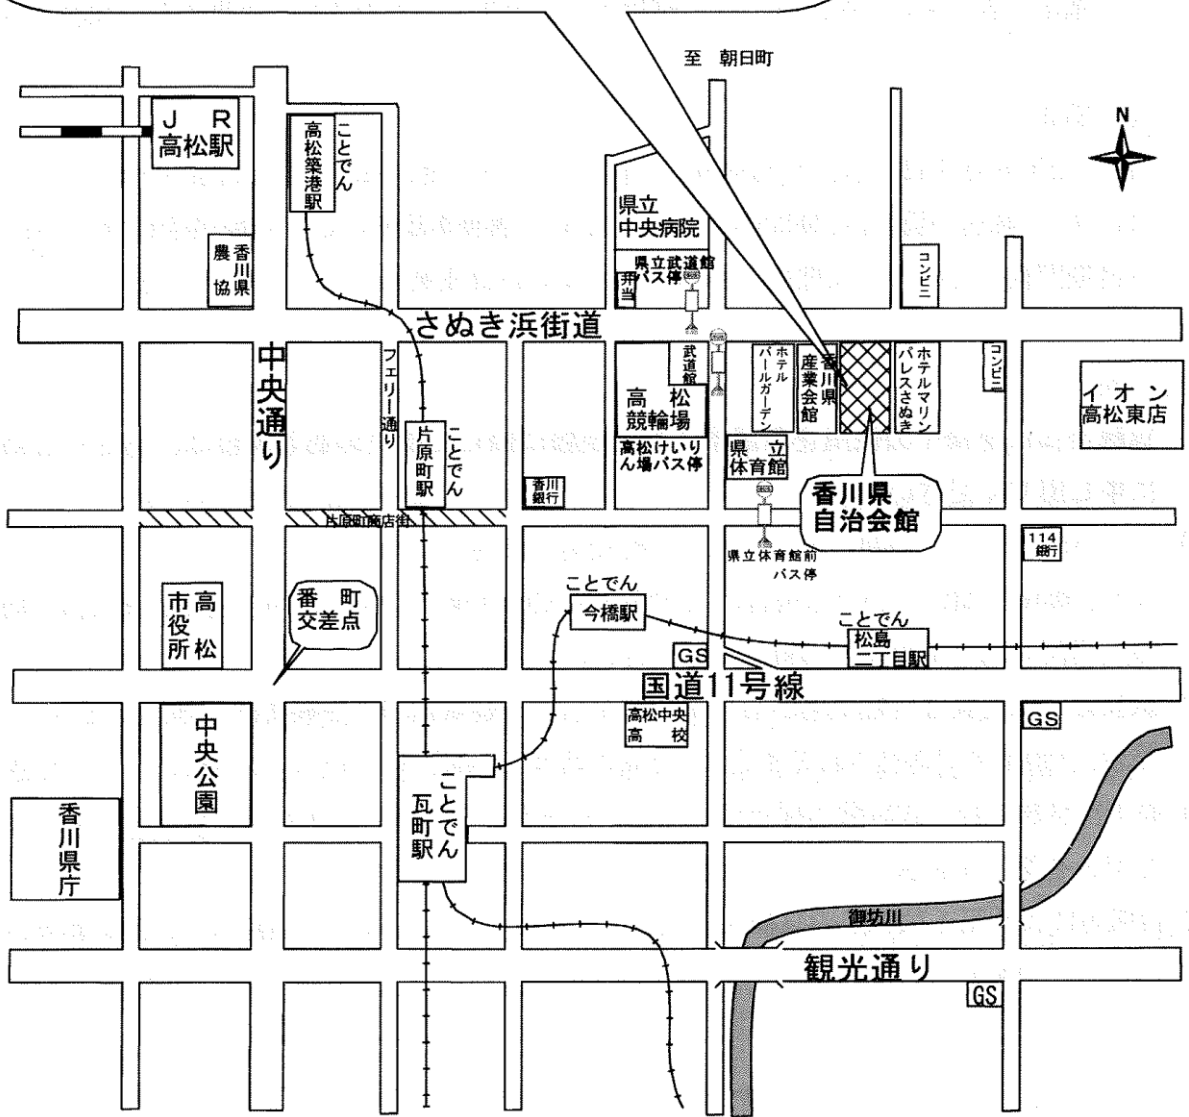 至 朝日町
N
J R
高松駅
ことでん
高松築港駅
県立
中央病院
香川県
農協
県立武道館
バス停
弁当
コンビニ
さぬき浜街道
中央通り
フェリー通り
武道館
高松
競輪場
高松けいり
ん場バス停
ホテル
パールガーデン
香川県
産業会館
ホテルマリン
パレスさぬき
コンビニ
イオン
高松東店
ことでん
片原町駅
県立
体育館
香川県
自治会館
香川
銀行
片原町商店街
県立体育館前
バス停
114
銀行
高松
市役所
番町
交差点
ことでん
今橋駅
ことでん
松島
二丁目駅
GS
国道11号線
中央公園
高松中央
高校
GS
香川県庁
ことでん
瓦町駅
御坊川
観光通り
GS